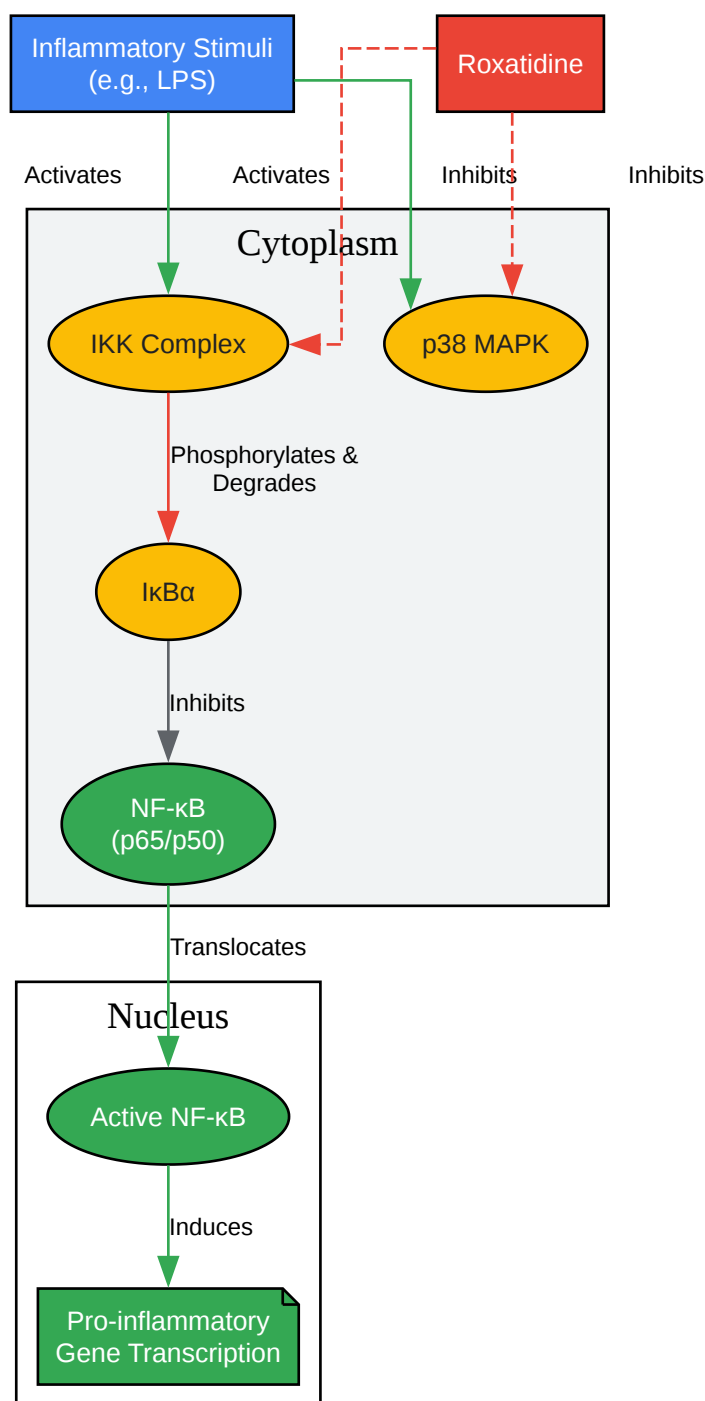 Inflammatory Stimuli
(e.g., LPS)
Roxatidine
Activates
Activates
Inhibits
Inhibits
Cytoplasm
IKK Complex
p38 MAPK
Phosphorylates &
Degrades
IκBα
Inhibits
NF-κB
(p65/p50)
Translocates
Nucleus
Active NF-κB
Induces
Pro-inflammatory
Gene Transcription